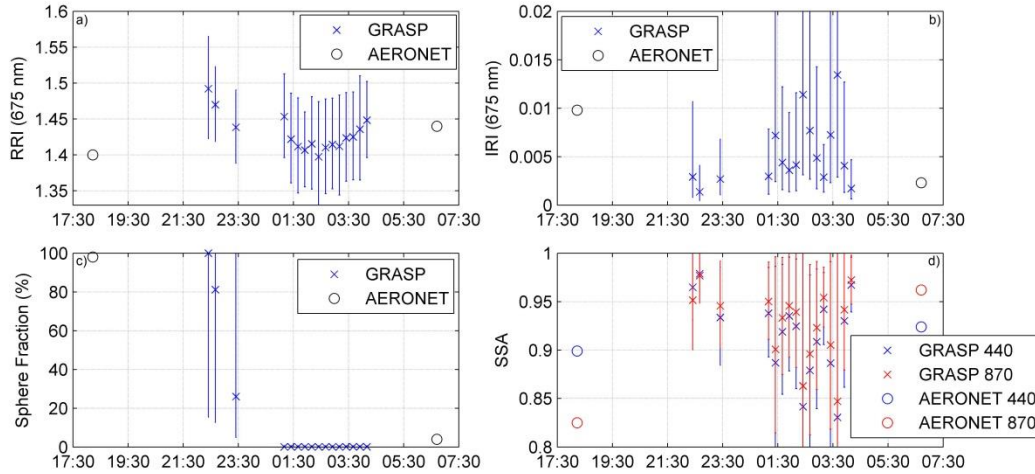 a)
GRASP
AERONET
RRI (675 nm)
1.6
1.55
1.5
1.45
1.4
1.35
17:30 19:30 21:30 23:30 01:30 03:30 05:30 07:30
b)
GRASP
AERONET
IRI (675 nm)
0.02
0.015
0.01
0.005
0
17:30 19:30 21:30 23:30 01:30 03:30 05:30 07:30
c)
GRASP
AERONET
Sphere Fraction (%)
100
80
60
40
20
0
17:30 19:30 21:30 23:30 01:30 03:30 05:30 07:30
d)
SSA
1
0.95
0.9
0.85
0.8
GRASP 440
GRASP 870
AERONET 440
AERONET 870
17:30 19:30 21:30 23:30 01:30 03:30 05:30 07:30